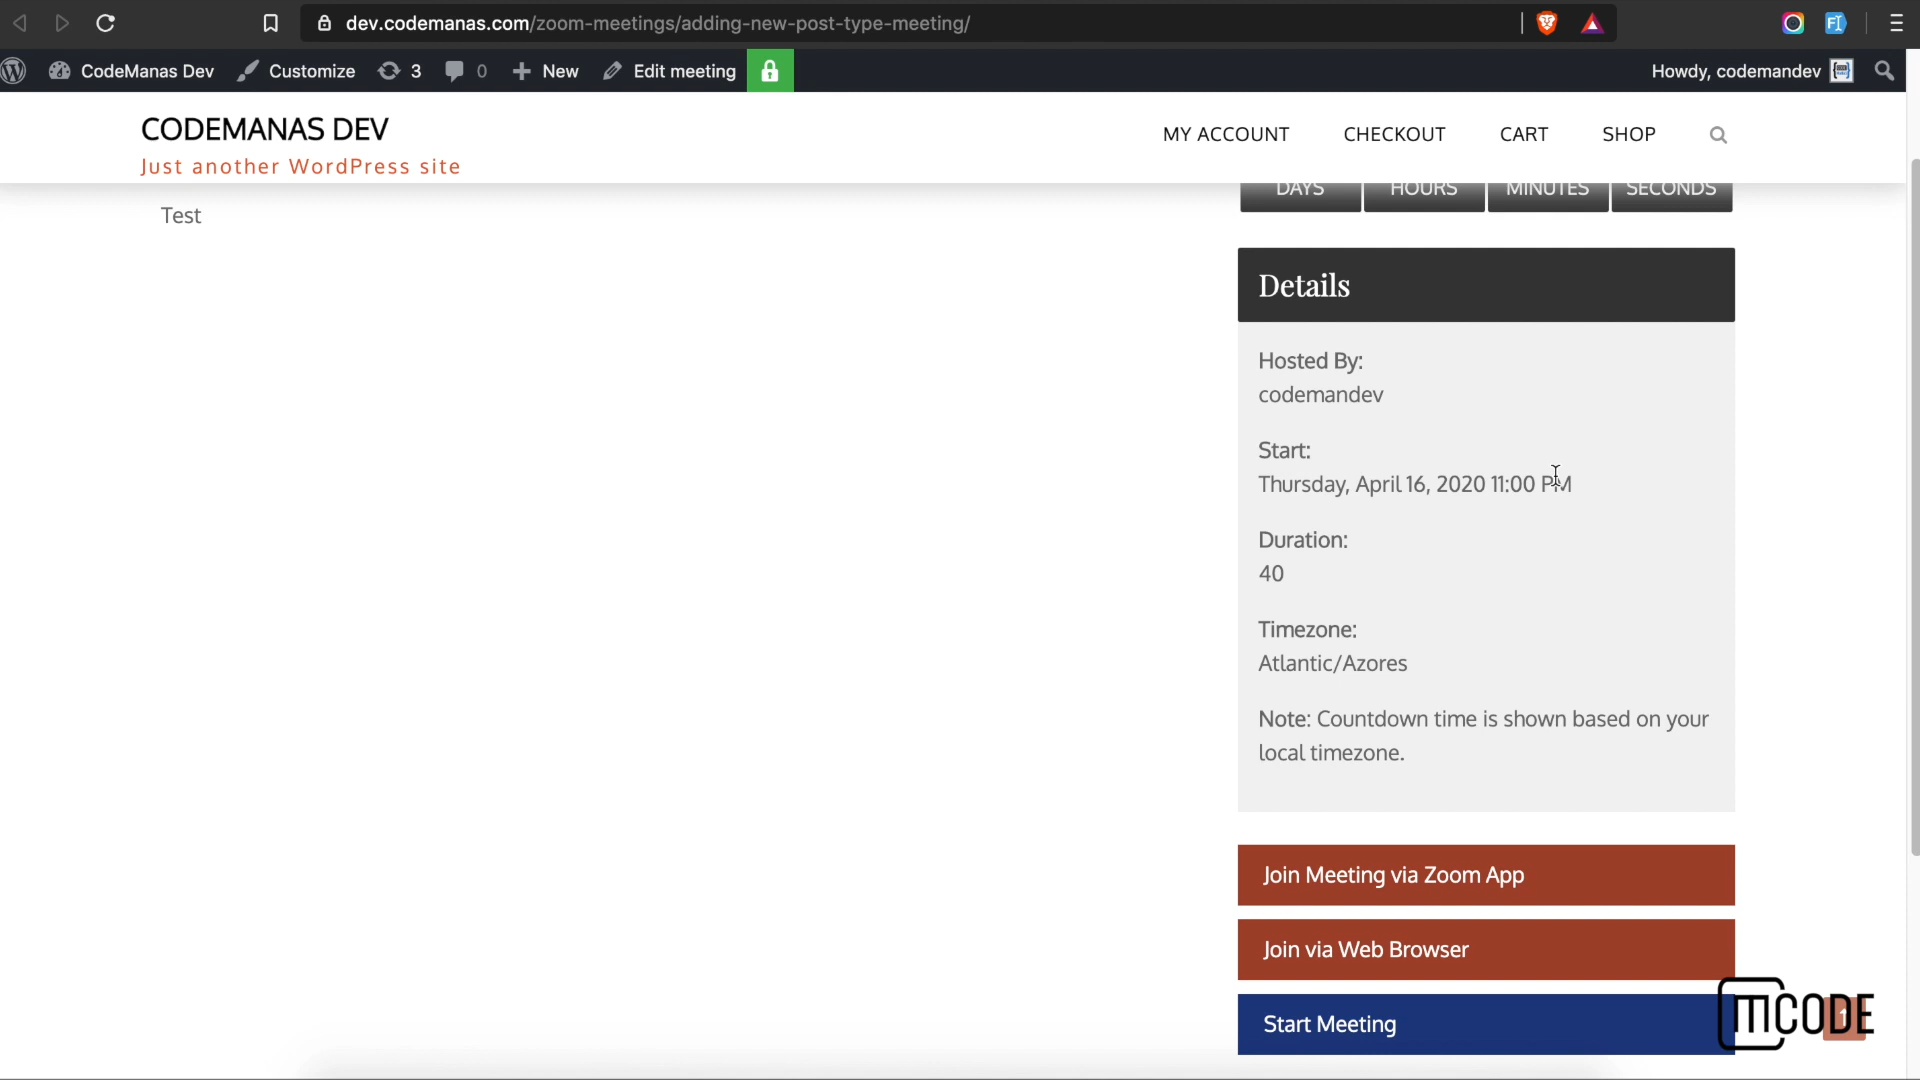 dev.codemanas.com/zoom-meetings/adding-new-post-type-meeting/
CodeManas Dev Customize 3 0 New Edit meeting Howdy, codemandev
CODEMANAS DEV
Just another WordPress site
MY ACCOUNT CHECKOUT CART SHOP
DAYS HOURS MINUTES SECONDS
Test
Details
Hosted By:
codemandev
Start:
Thursday, April 16, 2020 11:00 PM
Duration:
40
Timezone:
Atlantic/Azores
Note: Countdown time is shown based on your
local timezone.
Join Meeting via Zoom App
Join via Web Browser
Start Meeting
mCODE